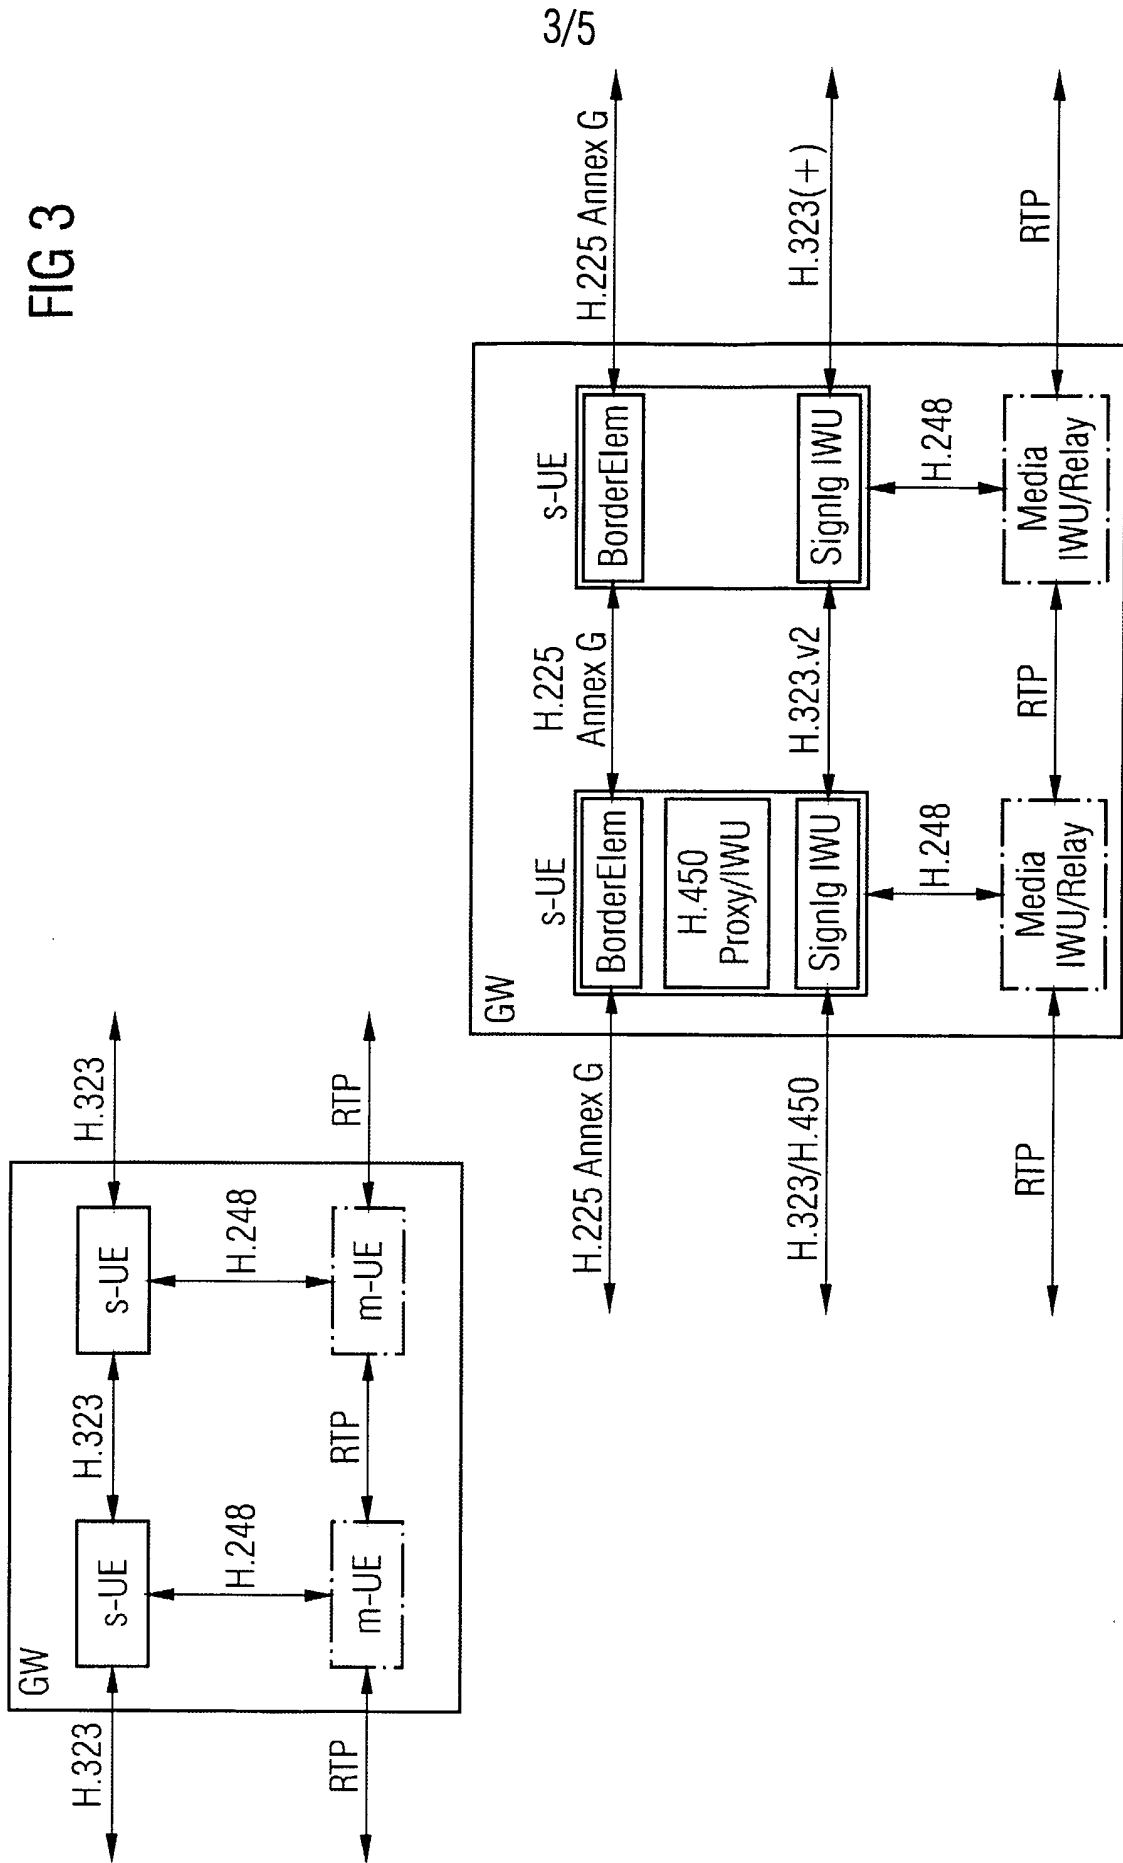 3/5
FIG 3
GW
H.323
s-UE
H.323
s-UE
H.323
H.248
H.248
RTP
m-UE
RTP
m-UE
RTP
GW
s-UE
s-UE
H.225 Annex G
BorderElem
H.225
Annex G
BorderElem
H.225 Annex G
H.450
Proxy/IWU
H.323/H.450
Signlg IWU
H.323.v2
Signlg IWU
H.323(+)
H.248
H.248
RTP
Media
IWU/Relay
RTP
Media
IWU/Relay
RTP